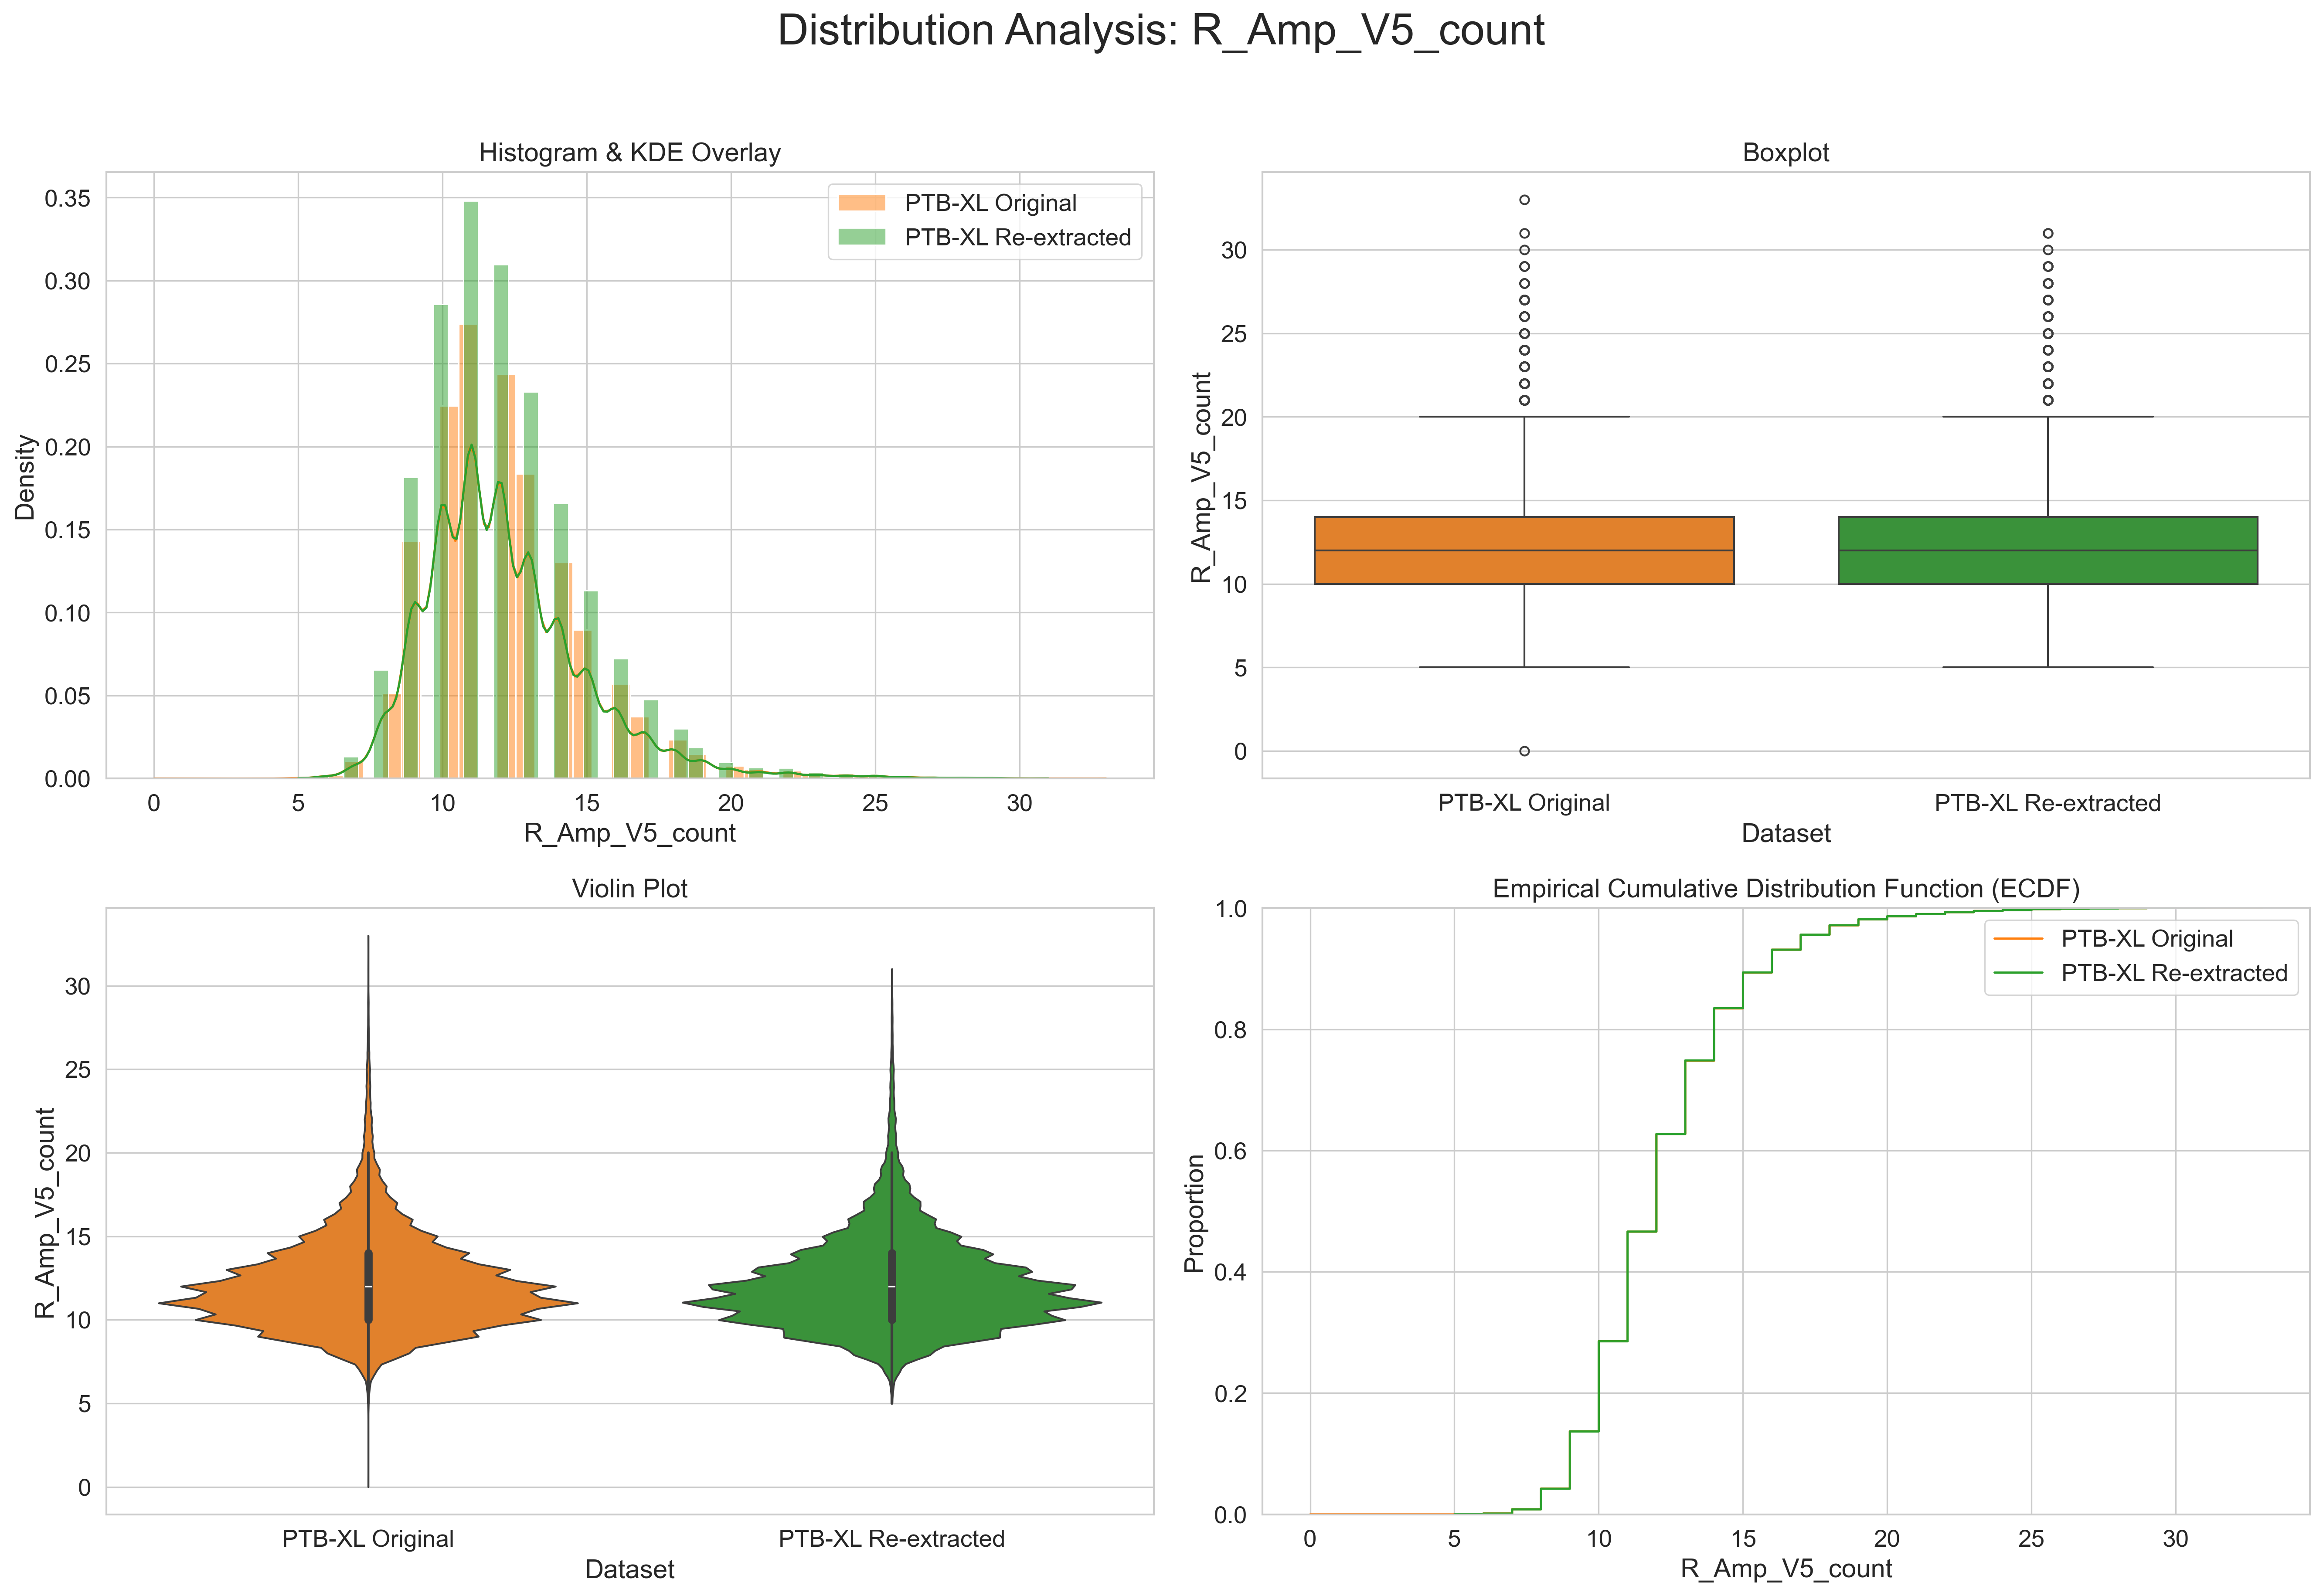 Distribution Analysis: R_Amp_V5_count
Histogram & KDE Overlay
PTB-XL Original
PTB-XL Re-extracted
Density
0.35
0.30
0.25
0.20
0.15
0.10
0.05
0.00
0 5 10 15 20 25 30
R_Amp_V5_count
Boxplot
R_Amp_V5_count
30
25
20
15
10
5
0
PTB-XL Original PTB-XL Re-extracted
Dataset
Violin Plot
R_Amp_V5_count
30
25
20
15
10
5
0
PTB-XL Original PTB-XL Re-extracted
Dataset
Empirical Cumulative Distribution Function (ECDF)
PTB-XL Original
PTB-XL Re-extracted
Proportion
1.0
0.8
0.6
0.4
0.2
0.0
0 5 10 15 20 25 30
R_Amp_V5_count